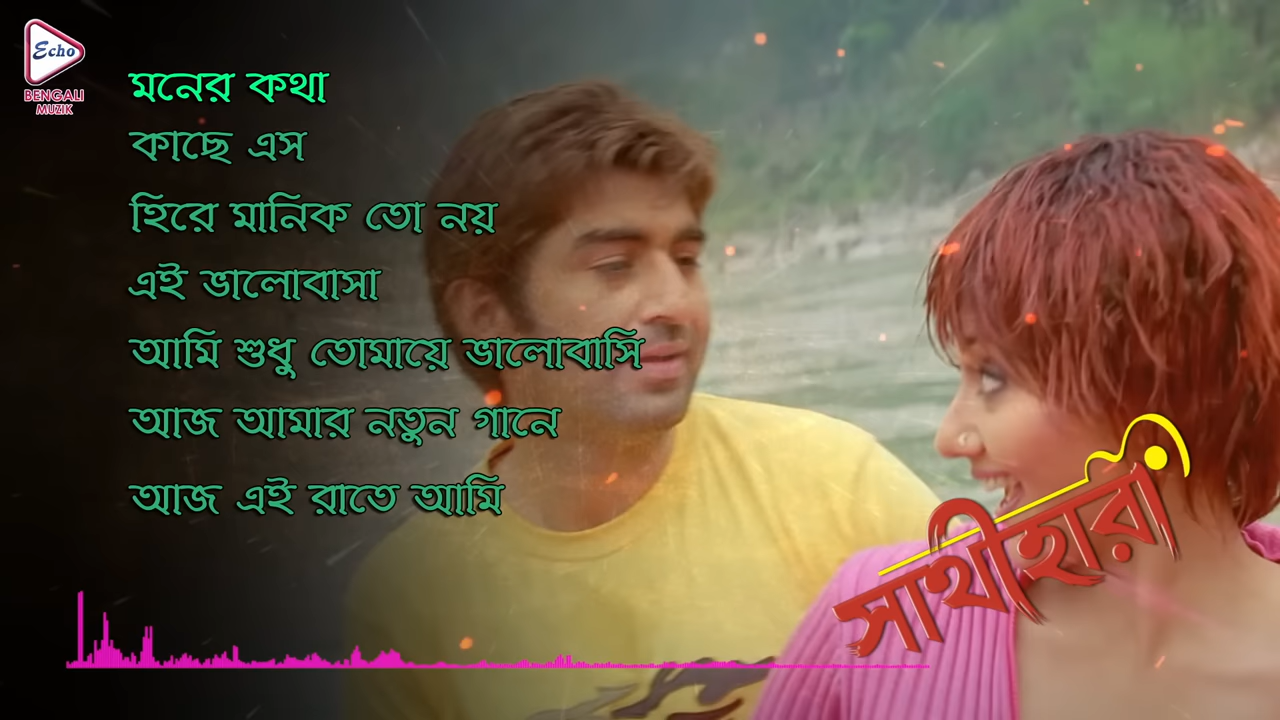 Echo
BENGALI
MUZIK
মনের কথা
কাছে এস
হিরে মানিক তো নয়
এই ভালোবাসা
আমি শুধু তোমায়ে ভালোবাসি
আজ আমার নতুন গানে
আজ এই রাতে আমি
সাথীহারা